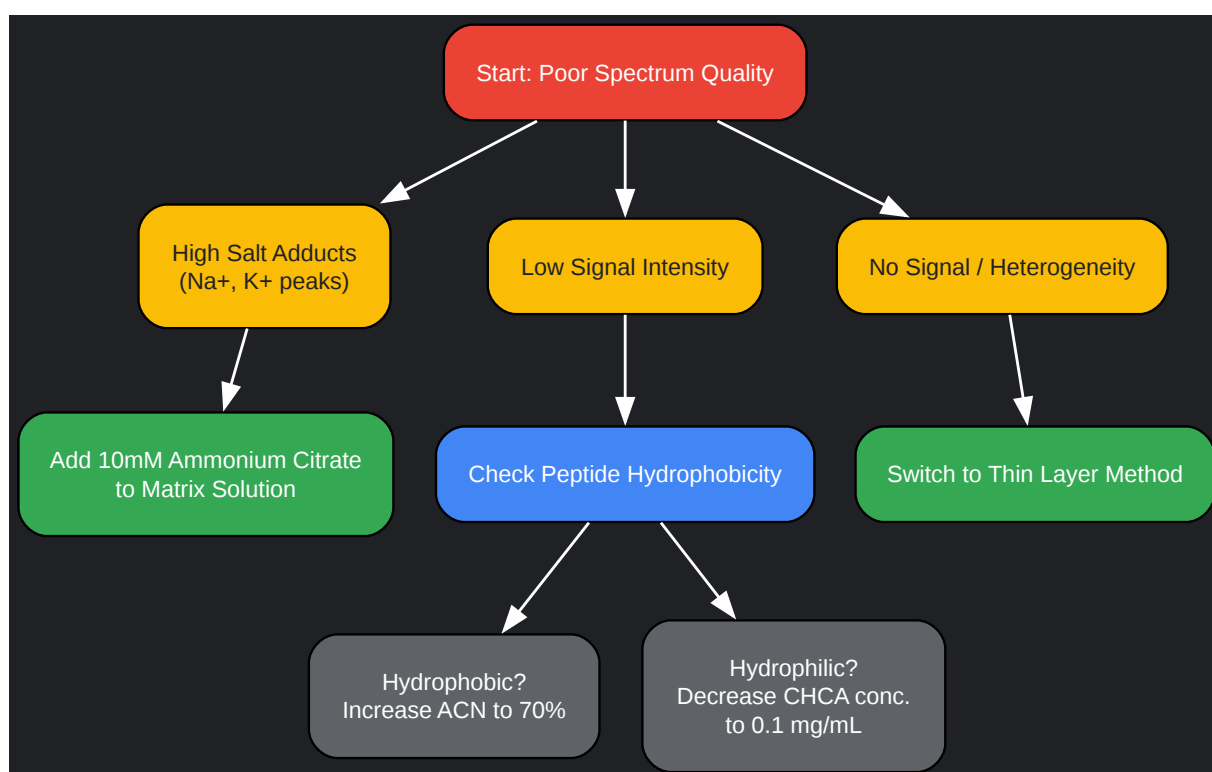 Start: Poor Spectrum Quality
High Salt Adducts
(Na+, K+ peaks)
Low Signal Intensity
No Signal / Heterogeneity
Add 10mM Ammonium Citrate
to Matrix Solution
Check Peptide Hydrophobicity
Switch to Thin Layer Method
Hydrophobic?
Increase ACN to 70%
Hydrophilic?
Decrease CHCA conc.
to 0.1 mg/mL